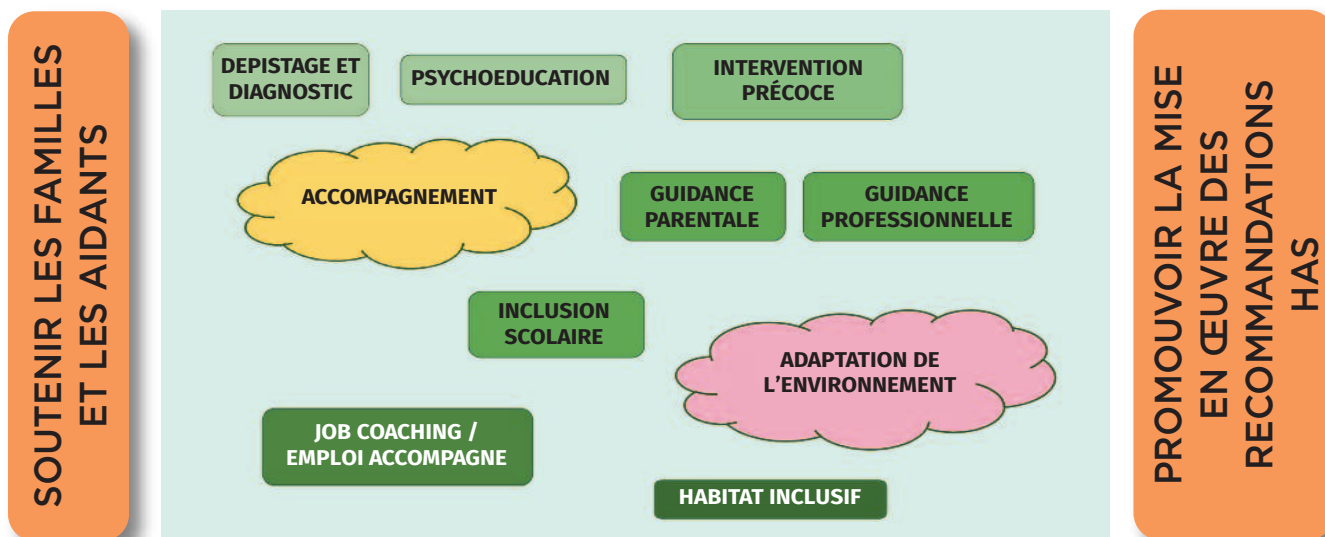 SOUTENIR LES FAMILLES
ET LES AIDANTS
DEPISTAGE ET
DIAGNOSTIC
PSYCHOEDUCATION
INTERVENTION
PRÉCOCE
ACCOMPAGNEMENT
GUIDANCE
PARENTALE
GUIDANCE
PROFESSIONNELLE
INCLUSION
SCOLAIRE
ADAPTATION DE
L’ENVIRONNEMENT
JOB COACHING /
EMPLOI ACCOMPAGNE
HABITAT INCLUSIF
PROMOUVOIR LA MISE
EN ŒUVRE DES
RECOMMANDATIONS
HAS